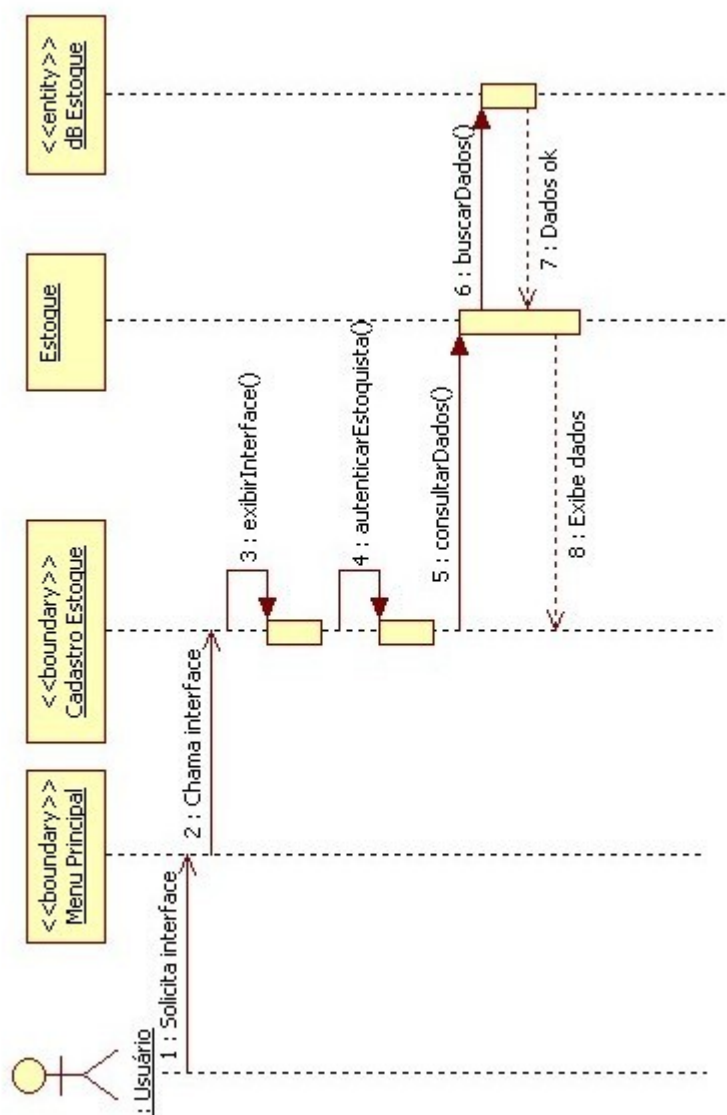 : Usuário
<<boundary>>
Menu Principal
<<boundary>>
Cadastro Estoque
Estoque
<<entity>>
dB Estoque
1 : Solicita interface
2 : Chama interface
3 : exibirInterface()
4 : autenticarEstoquista()
5 : consultarDados()
6 : buscarDados()
7 : Dados ok
8 : Exibe dados